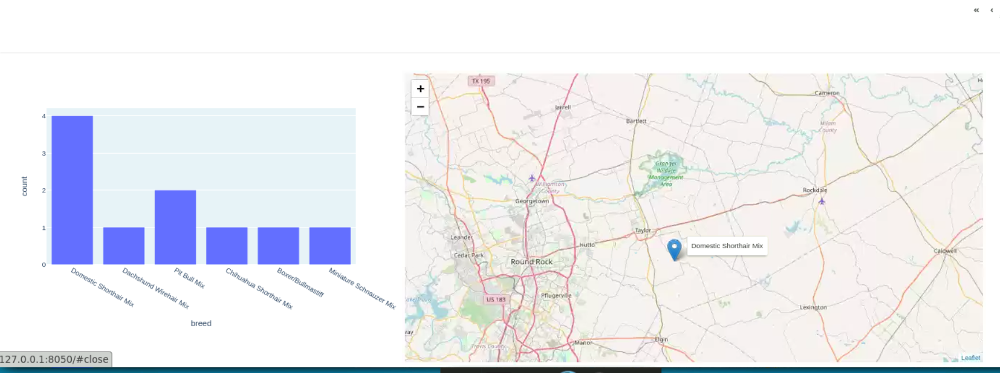 « ‹
4
3
2
1
0
count
Domestic Shorthair Mix
Dachshund Wirehair Mix
Pit Bull Mix
Chihuahua Shorthair Mix
Boxer/Bullmastiff
Miniature Schnauzer Mix
breed
+
−
TX 195
Jarrell
Bartlett
Cameron
Milam
County
Granger
Wildlife
Management
Area
Williamson
County
Georgetown
Rockdale
Leander
Taylor
Hutto
Domestic Shorthair Mix
Cedar Park
Round Rock
Caldwell
US 183
Pflugerville
Lexington
Manor
Elgin
Travis County
Leaflet
127.0.0.1:8050/#close